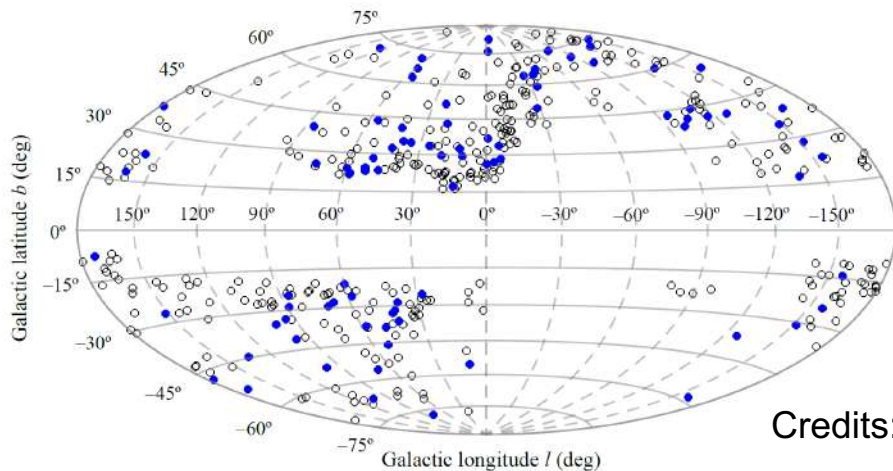 75º
60º
45º
30º
15º
150º 120º 90º 60º 30º 0º −30º −60º −90º −120º −150º
0º
−15º
−30º
−45º
−60º
−75º
Galactic latitude b (deg)
Galactic longitude l (deg)
Credits: